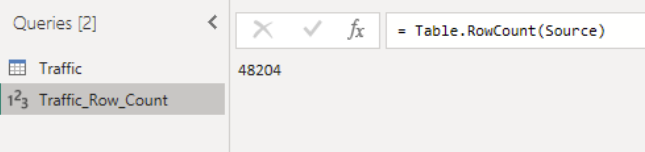 Queries [2]
= Table.RowCount(Source)
Traffic
48204
1²3 Traffic_Row_Count